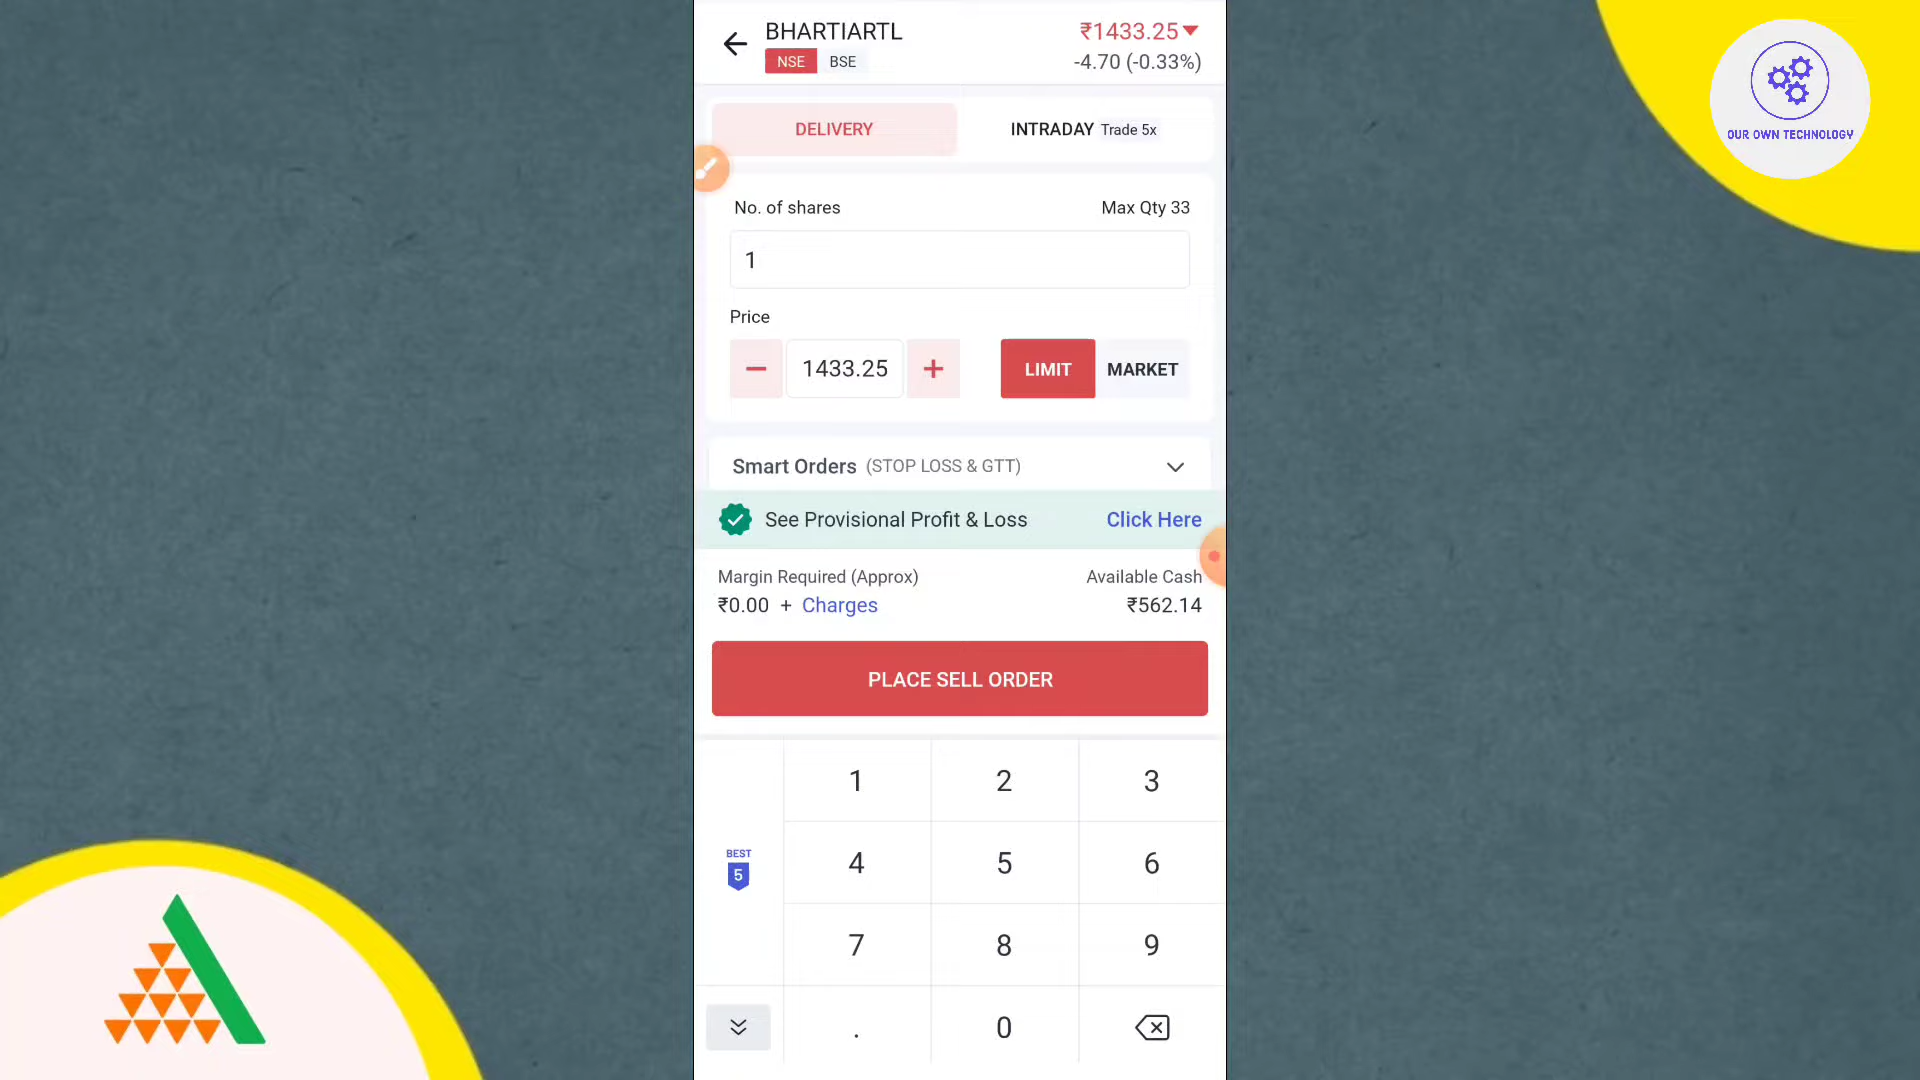 BHARTIARTL
₹1433.25
NSE BSE
-4.70 (-0.33%)
OUR OWN TECHNOLOGY
DELIVERY
INTRADAY Trade 5x
No. of shares
Max Qty 33
1
Price
1433.25
LIMIT
MARKET
Smart Orders (STOP LOSS & GTT)
See Provisional Profit & Loss
Click Here
Margin Required (Approx)
Available Cash
₹0.00 + Charges
₹562.14
PLACE SELL ORDER
1 2 3
BEST
5
4 5 6
7 8 9
. 0